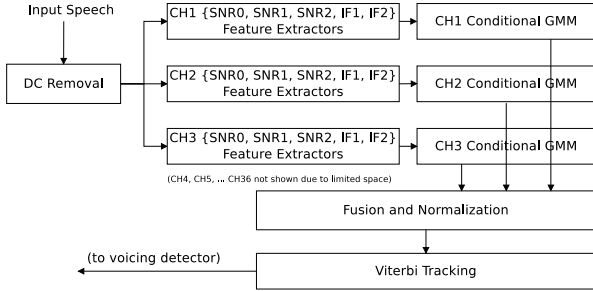 Input Speech
DC Removal
CH1 {SNR0, SNR1, SNR2, IF1, IF2}
Feature Extractors
CH1 Conditional GMM
CH2 {SNR0, SNR1, SNR2, IF1, IF2}
Feature Extractors
CH2 Conditional GMM
CH3 {SNR0, SNR1, SNR2, IF1, IF2}
Feature Extractors
CH3 Conditional GMM
(CH4, CH5, ... CH36 not shown due to limited space)
Fusion and Normalization
(to voicing detector)
Viterbi Tracking